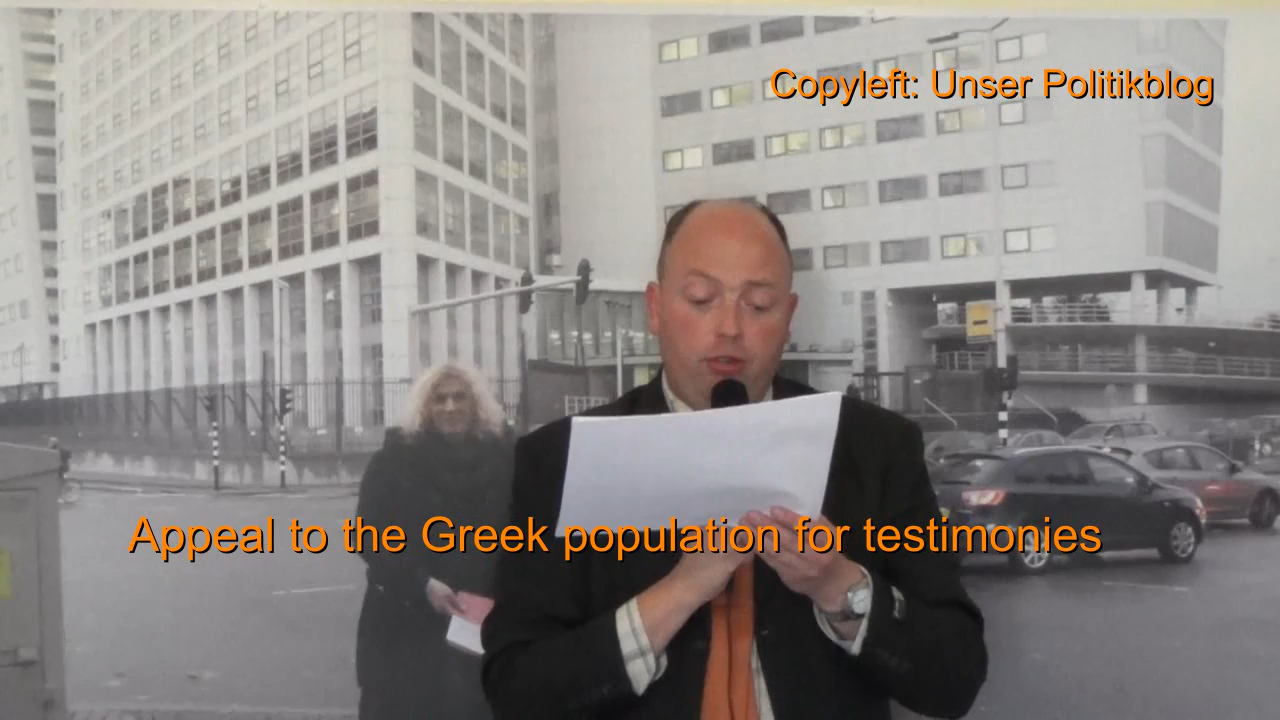 Copyleft: Unser Politikblog
Appeal to the Greek population for testimonies